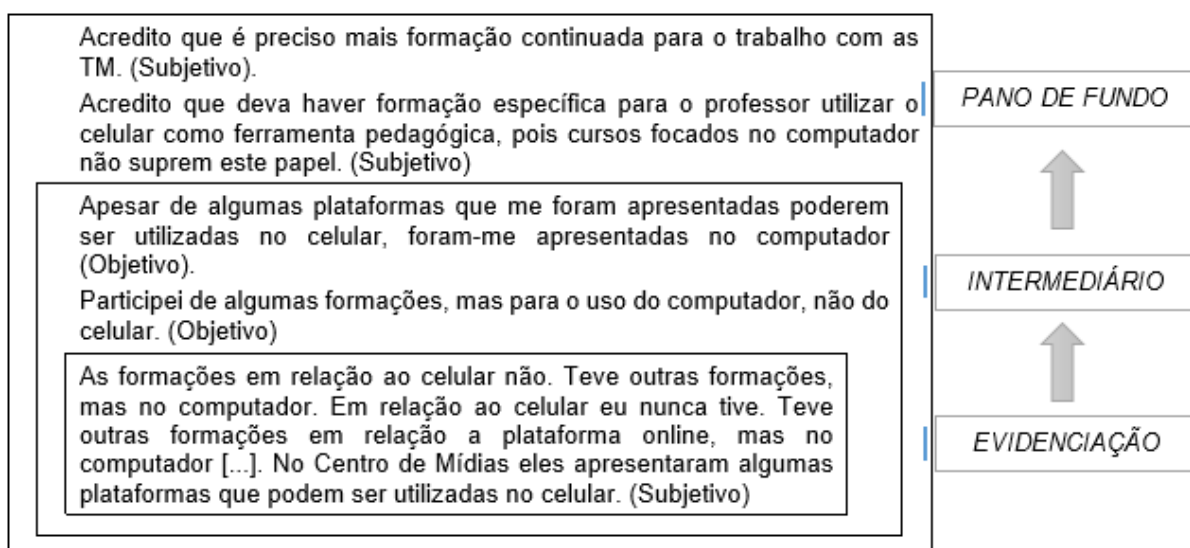 Acredito que é preciso mais formação continuada para o trabalho com as
TM. (Subjetivo).
Acredito que deva haver formação específica para o professor utilizar o
celular como ferramenta pedagógica, pois cursos focados no computador
não suprem este papel. (Subjetivo)
PANO DE FUNDO
Apesar de algumas plataformas que me foram apresentadas poderem
ser utilizadas no celular, foram-me apresentadas no computador
(Objetivo).
Participei de algumas formações, mas para o uso do computador, não do
celular. (Objetivo)
INTERMEDIÁRIO
As formações em relação ao celular não. Teve outras formações,
mas no computador. Em relação ao celular eu nunca tive. Teve
outras formações em relação a plataforma online, mas no
computador [...]. No Centro de Mídias eles apresentaram algumas
plataformas que podem ser utilizadas no celular. (Subjetivo)
EVIDENCIAÇÃO